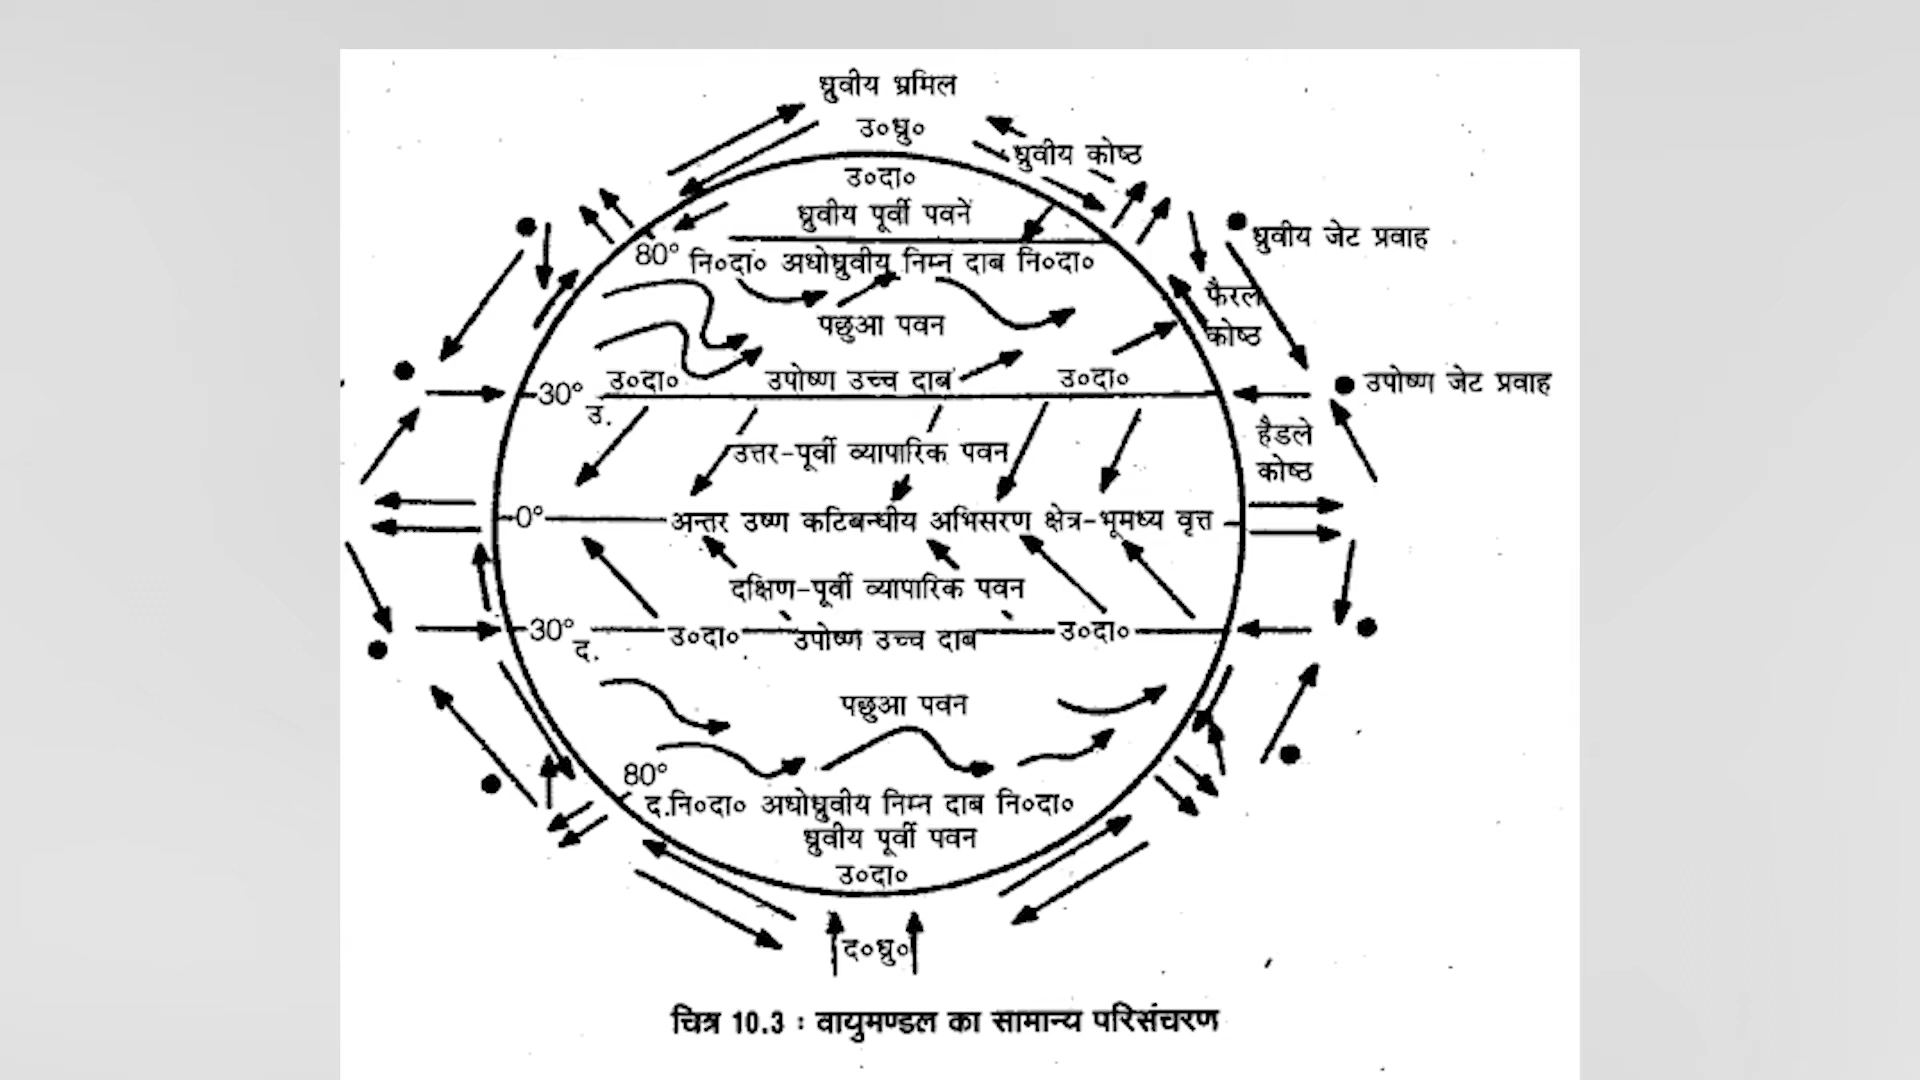 ध्रुवीय भ्रमिल
उ०ध्रु०
ध्रुवीय कोष्ठ
उ०दा०
ध्रुवीय पूर्वी पवनें
ध्रुवीय जेट प्रवाह
80° नि०दा० अधोध्रुवीय निम्न दाब नि०दा०
फैरल
कोष्ठ
पछुआ पवन
30° उ०दा० उपोष्ण उच्च दाब उ०दा०
उ.
उपोष्ण जेट प्रवाह
हैडले
कोष्ठ
उत्तर-पूर्वी व्यापारिक पवन
0° अन्तर उष्ण कटिबन्धीय अभिसरण क्षेत्र-भूमध्य वृत्त
दक्षिण-पूर्वी व्यापारिक पवन
30° उ०दा० उपोष्ण उच्च दाब उ०दा०
द.
पछुआ पवन
80°
द.नि०दा० अधोध्रुवीय निम्न दाब नि०दा०
ध्रुवीय पूर्वी पवन
उ०दा०
द०ध्रु०
चित्र 10.3 : वायुमण्डल का सामान्य परिसंचरण